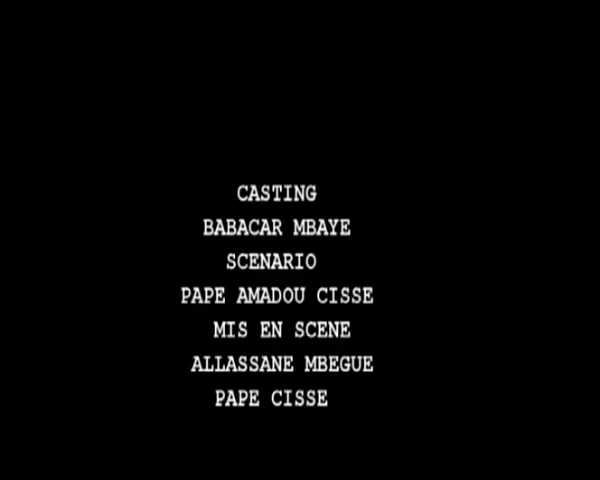 CASTING
BABACAR MBAYE
SCENARIO
PAPE AMADOU CISSE
MIS EN SCENE
ALLASSANE MBEGUE
PAPE CISSE